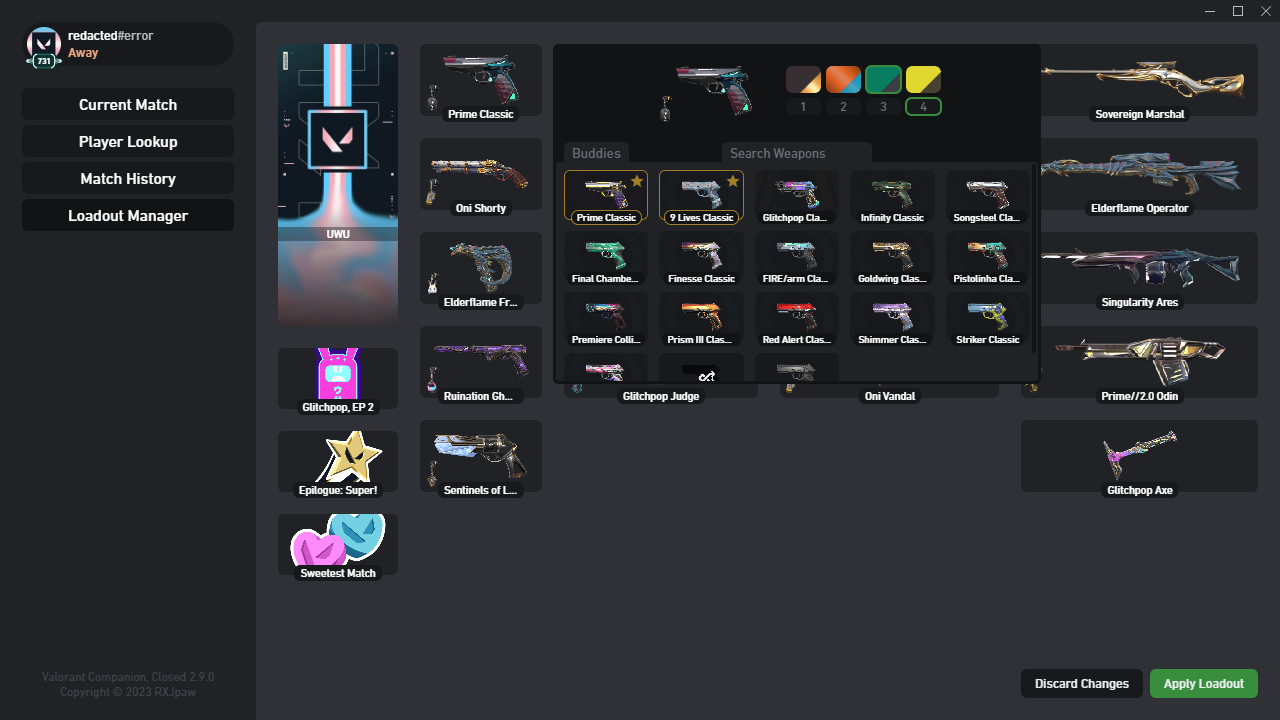 redacted#error
Away
731
Current Match
Player Lookup
Match History
Loadout Manager
Valorant Companion, Closed 2.9.0
Copyright © 2023 RXJpaw
UWU
Glitchpop, EP 2
Epilogue: Super!
Sweetest Match
Prime Classic
Oni Shorty
Elderflame Fr...
Ruination Gh...
Sentinels of L...
1
2
3
4
Buddies
Search Weapons
Prime Classic
9 Lives Classic
Glitchpop Cla...
Infinity Classic
Songsteel Cla...
Final Chambe...
Finesse Classic
FIRE/arm Cla...
Goldwing Clas...
Pistolinha Cla...
Premiere Colli...
Prism III Clas...
Red Alert Clas...
Shimmer Clas...
Striker Classic
Glitchpop Judge
Oni Vandal
Sovereign Marshal
Elderflame Operator
Singularity Ares
Prime//2.0 Odin
Glitchpop Axe
Discard Changes
Apply Loadout